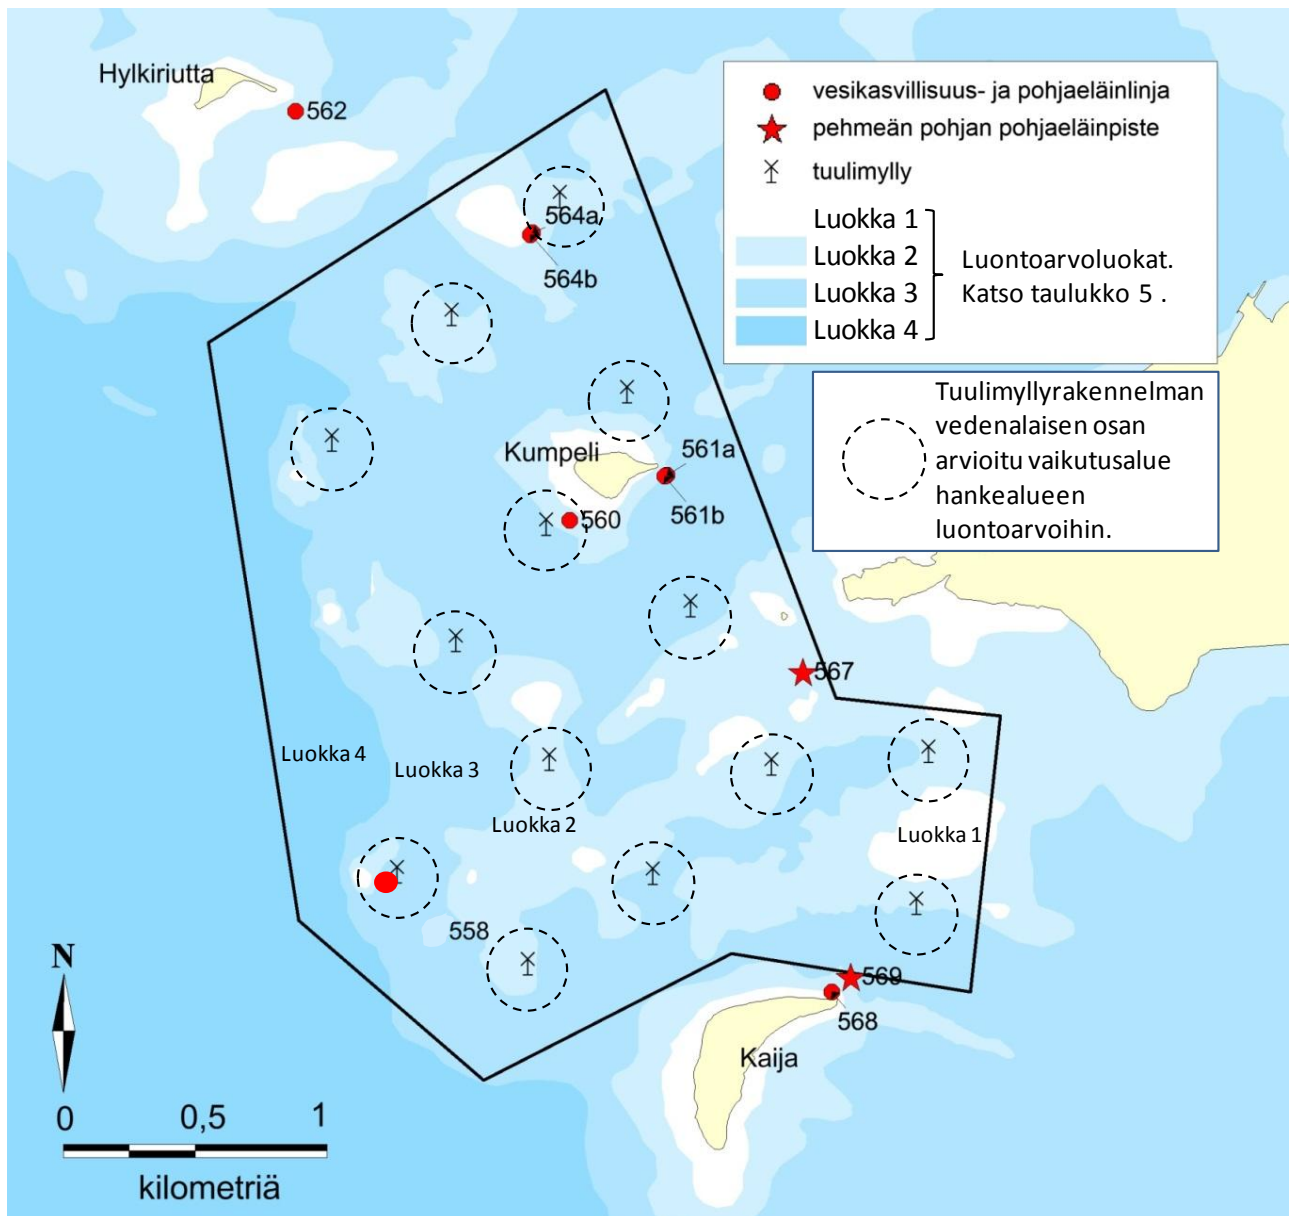 Hylkiriutta
562
vesikasvillisuus- ja pohjaeläinlinja
pehmeän pohjan pohjaeläinpiste
tuulimylly
Luokka 1
Luokka 2
Luokka 3
Luokka 4
Luontoarvoluokat.
Katso taulukko 5 .
Tuulimyllyrakennelman
vedenalaisen osan
arvioitu vaikutusalue
hankealueen
luontoarvoihin.
564a
564b
Kumpeli
561a
561b
560
567
Luokka 4
Luokka 3
Luokka 2
Luokka 1
558
569
568
Kaija
N
0 0,5 1
kilometriä